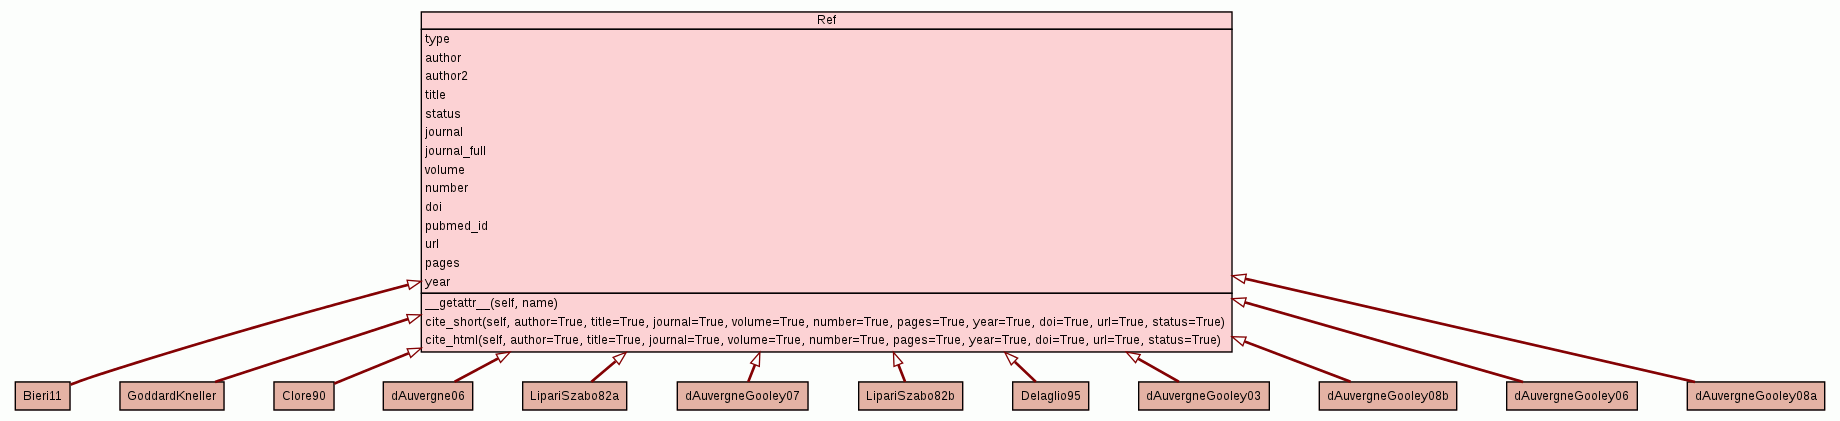 Ref
type
author
author2
title
status
journal
journal_full
volume
number
doi
pubmed_id
url
pages
year
__getattr__(self, name)
cite_short(self, author=True, title=True, journal=True, volume=True, number=True, pages=True, year=True, doi=True, url=True, status=True)
cite_html(self, author=True, title=True, journal=True, volume=True, number=True, pages=True, year=True, doi=True, url=True, status=True)
Bieri11
GoddardKneller
Clore90
dAuvergne06
LipariSzabo82a
dAuvergneGooley07
LipariSzabo82b
Delaglio95
dAuvergneGooley03
dAuvergneGooley08b
dAuvergneGooley06
dAuvergneGooley08a